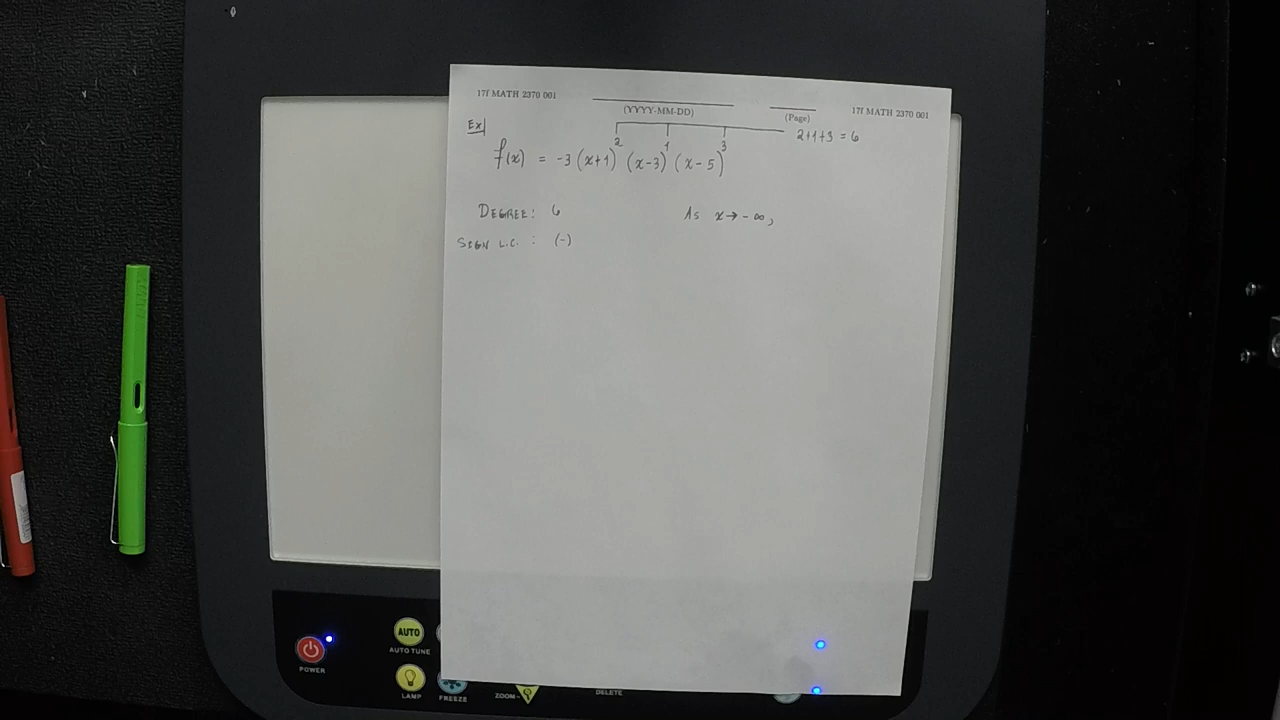 17f MATH 2370 001
(YYYY-MM-DD)
(Page)
17f MATH 2370 001
Ex
2+1+3 = 6
f(x) = -3 (x+1)² (x-3)¹ (x-5)³
DEGREE: 6
As x→ -∞,
SIGN L.C. : (-)
POWER
AUTO
AUTO TUNE
LAMP
FREEZE
ZOOM
DELETE